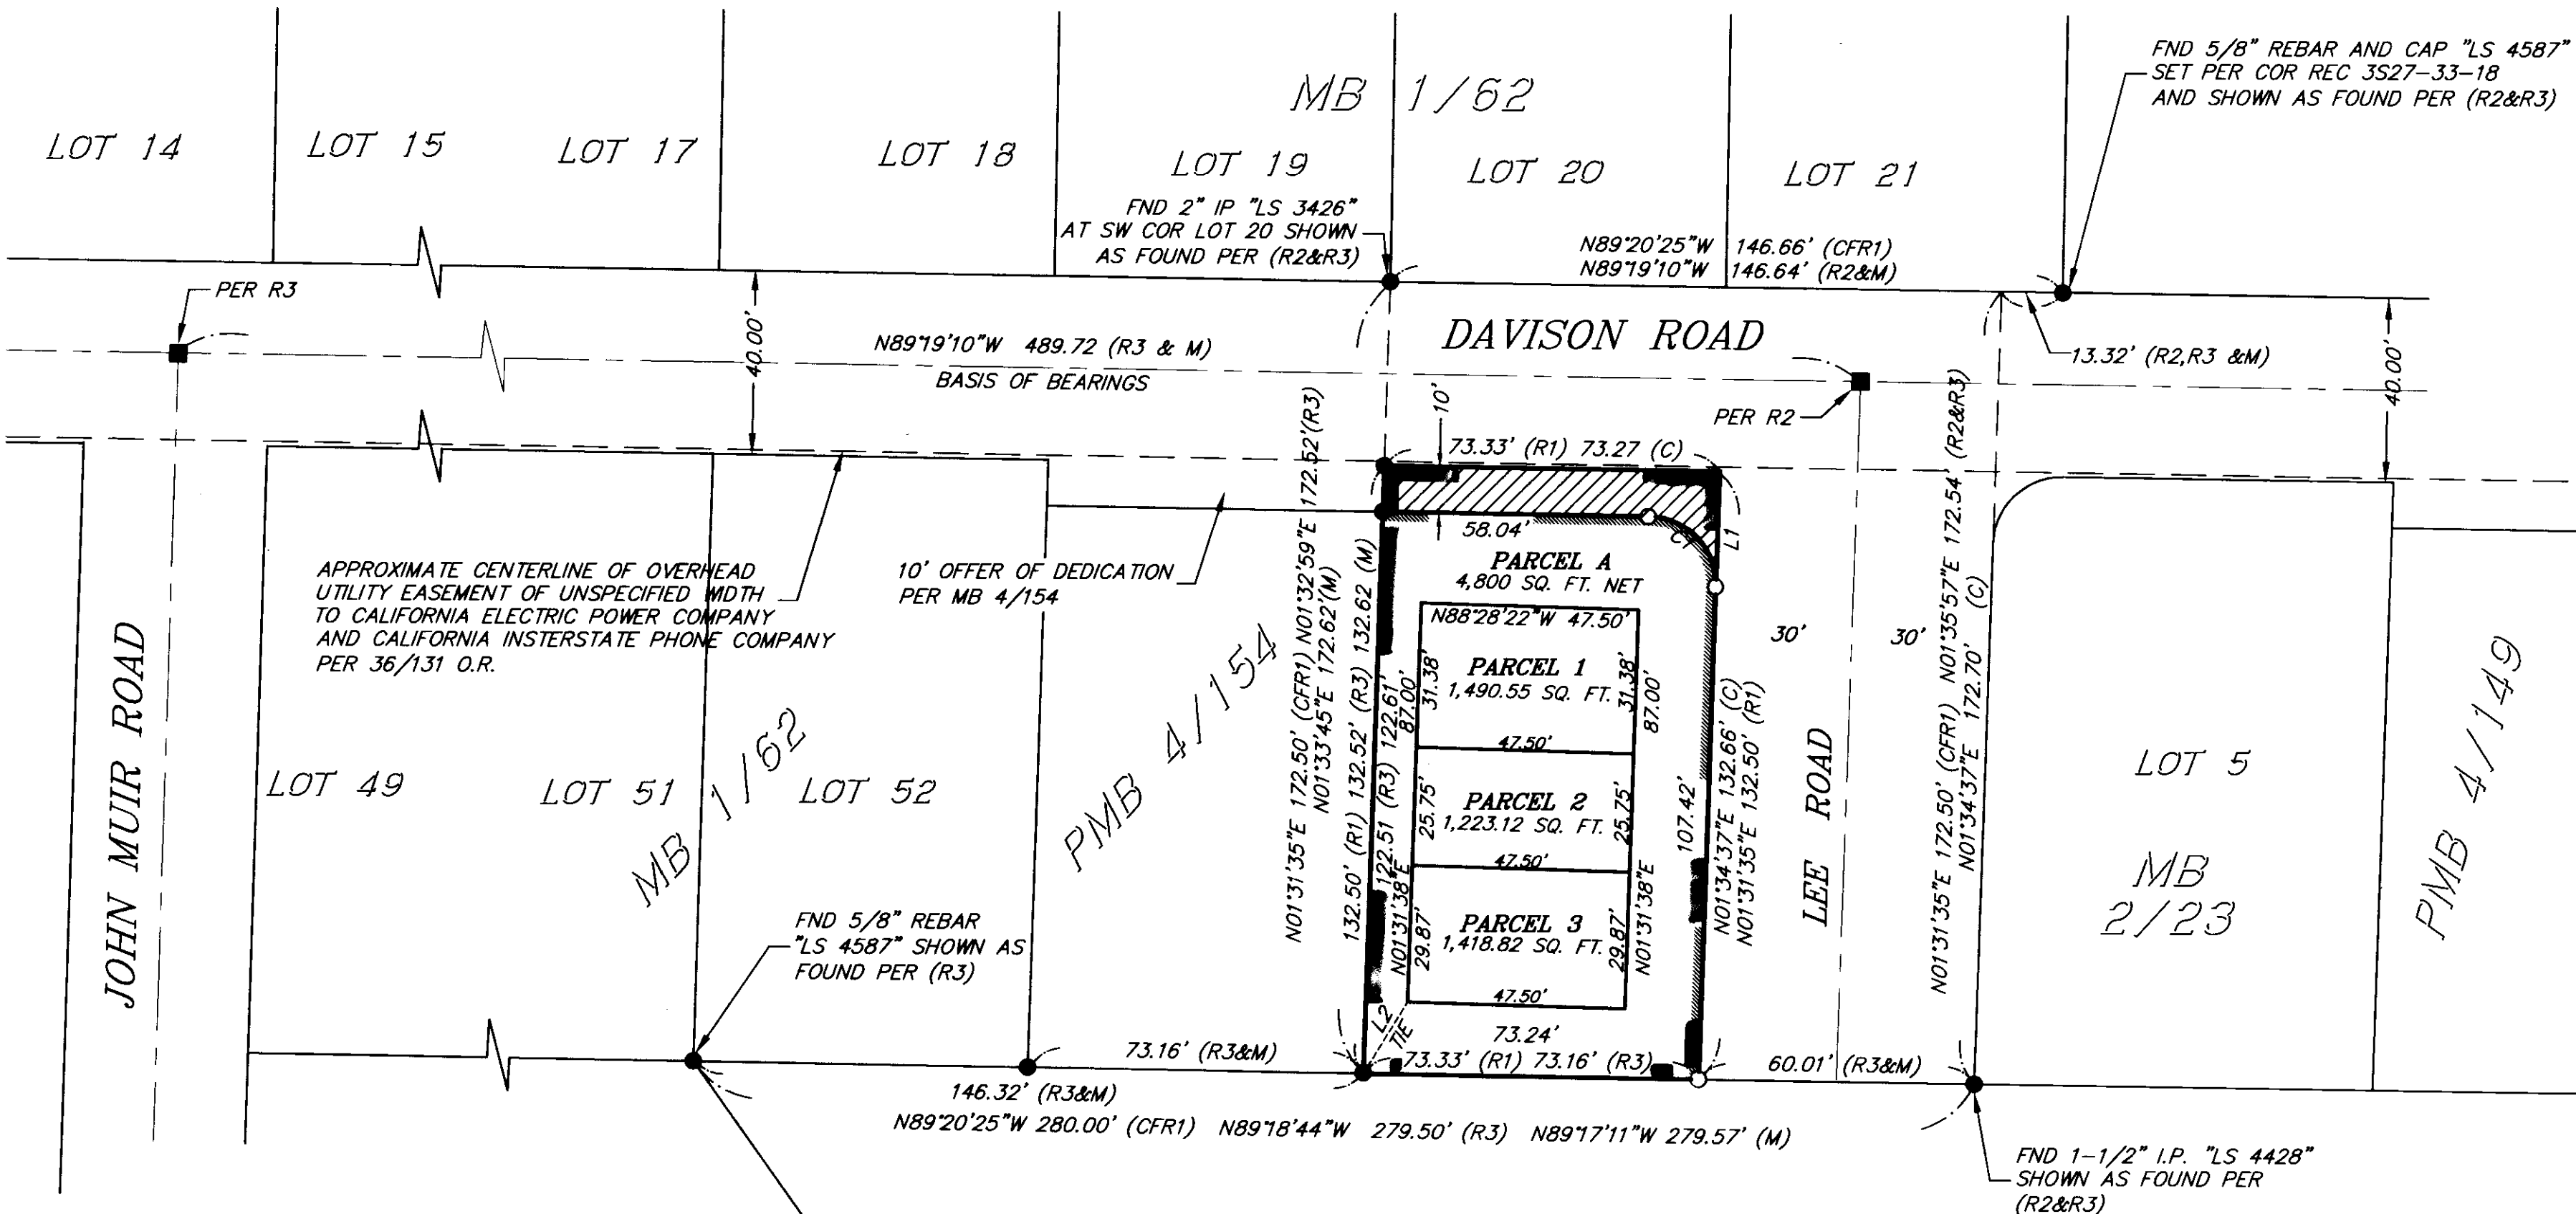 MB 1/62
LOT 14
LOT 15
LOT 17
LOT 18
LOT 19
LOT 20
LOT 21
FND 5/8" REBAR AND CAP "LS 4587"
SET PER COR REC 3S27-33-18
AND SHOWN AS FOUND PER (R2&R3)
FND 2" IP "LS 3426"
AT SW COR LOT 20 SHOWN
AS FOUND PER (R2&R3)
N89°20'25"W 146.66' (CFR1)
N89°19'10"W 146.64' (R2&M)
PER R3
40.00'
N89°19'10"W 489.72 (R3 & M)
BASIS OF BEARINGS
DAVISON ROAD
13.32' (R2,R3 &M)
40.00'
PER R2
10'
73.33' (R1) 73.27 (C)
L1
58.04'
PARCEL A
4,800 SQ. FT. NET
APPROXIMATE CENTERLINE OF OVERHEAD
UTILITY EASEMENT OF UNSPECIFIED WIDTH
TO CALIFORNIA ELECTRIC POWER COMPANY
AND CALIFORNIA INSTERSTATE PHONE COMPANY
PER 36/131 O.R.
10' OFFER OF DEDICATION
PER MB 4/154
N88°28'22"W 47.50'
31.38'
PARCEL 1
1,490.55 SQ. FT.
31.38'
87.00'
87.00'
47.50'
25.75'
PARCEL 2
1,223.12 SQ. FT.
25.75'
47.50'
29.87'
PARCEL 3
1,418.82 SQ. FT.
29.87'
47.50'
N01°31'38"E
N01°31'38"E
107.42'
N01°31'35"E 172.50' (CFR1) N01°32'59"E 172.52'(R3)
N01°33'45"E 172.62'(M)
132.50' (R1) 132.52' (R3) 132.62 (M)
122.51 (R3) 122.61'
N01°34'37"E 132.66' (C)
N01°31'35"E 132.50' (R1)
30'
30'
LEE ROAD
N01°31'35"E 172.50' (CFR1) N01°35'57"E 172.54' (R2&R3)
N01°34'37"E 172.70' (C)
JOHN MUIR ROAD
LOT 49
LOT 51
MB 1/62
LOT 52
PMB 4/154
LOT 5
MB
2/23
PMB 4/149
FND 5/8" REBAR
"LS 4587" SHOWN AS
FOUND PER (R3)
L2
TIE
73.24'
73.16' (R3&M)
73.33' (R1) 73.16' (R3)
60.01' (R3&M)
146.32' (R3&M)
N89°20'25"W 280.00' (CFR1) N89°18'44"W 279.50' (R3) N89°17'11"W 279.57' (M)
FND 1-1/2" I.P. "LS 4428"
SHOWN AS FOUND PER
(R2&R3)